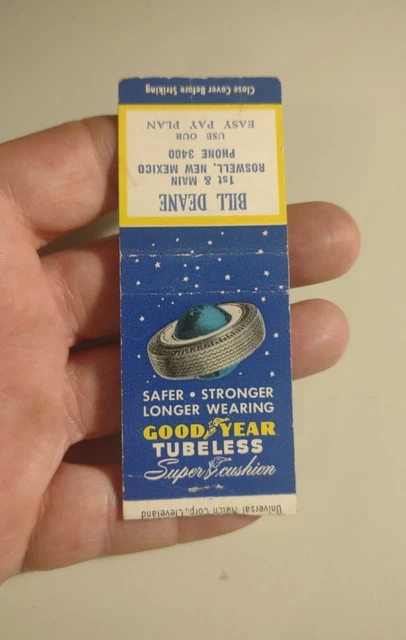 Close Cover Before Striking
BILL DEANE
1st & MAIN
ROSWELL, NEW MEXICO
PHONE 3400
USE OUR
EASY PAY PLAN
SAFER • STRONGER
LONGER WEARING
GOOD YEAR
TUBELESS
Super Cushion
Universal Match Corp., Cleveland